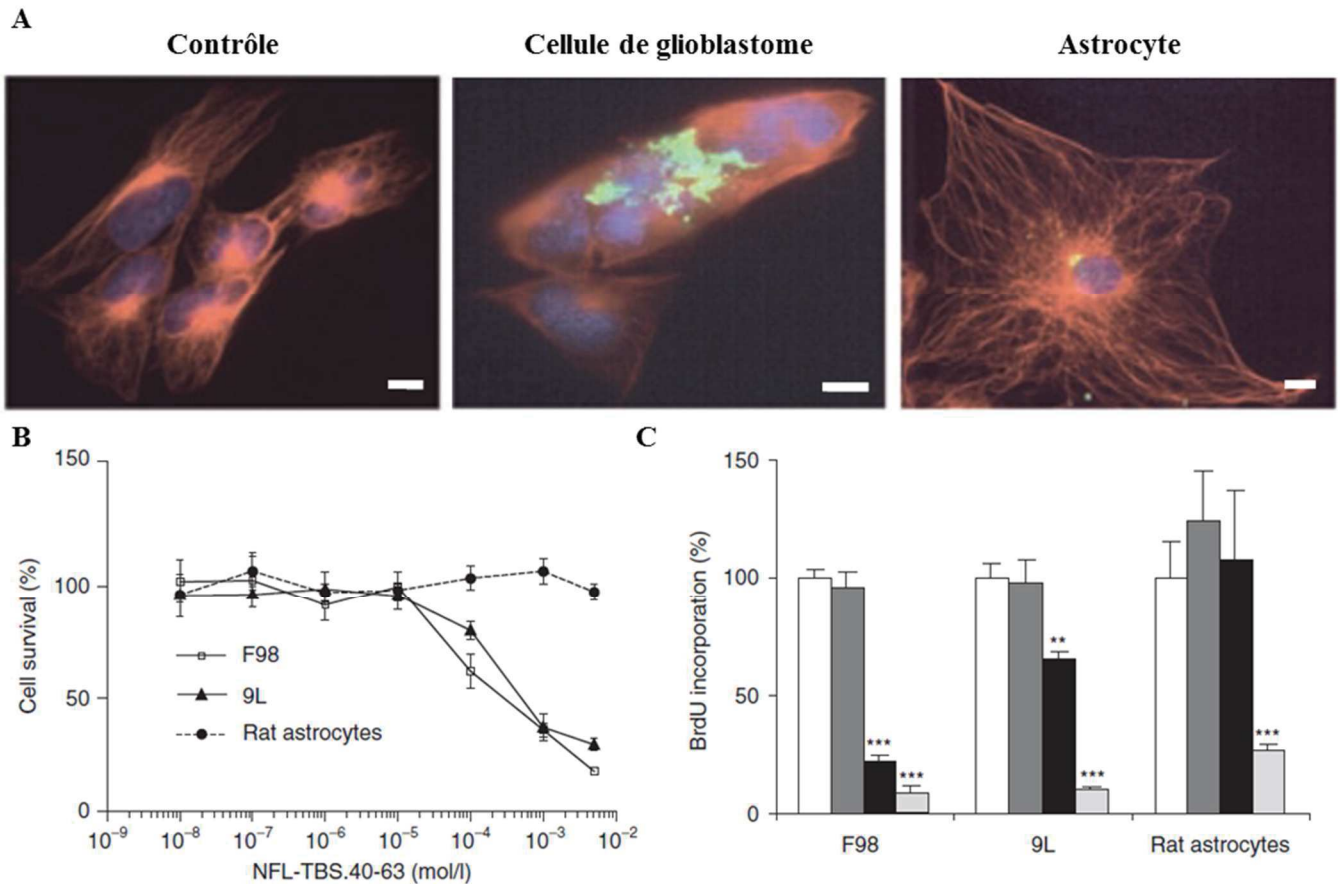 A
Contrôle
Cellule de glioblastome
Astrocyte
B
150
100
50
0
Cell survival (%)
F98
9L
Rat astrocytes
10⁻⁹ 10⁻⁸ 10⁻⁷ 10⁻⁶ 10⁻⁵ 10⁻⁴ 10⁻³ 10⁻²
NFL-TBS.40-63 (mol/l)
C
150
100
50
0
BrdU incorporation (%)
***
***
**
***
***
F98
9L
Rat astrocytes